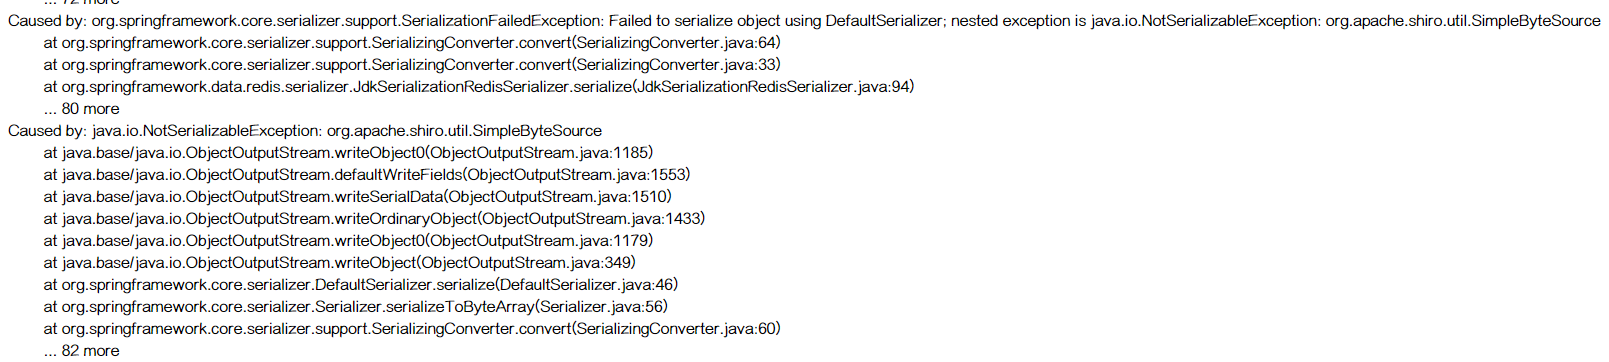 ... 72 more
Caused by: org.springframework.core.serializer.support.SerializationFailedException: Failed to serialize object using DefaultSerializer; nested exception is java.io.NotSerializableException: org.apache.shiro.util.SimpleByteSource
at org.springframework.core.serializer.support.SerializingConverter.convert(SerializingConverter.java:64)
at org.springframework.core.serializer.support.SerializingConverter.convert(SerializingConverter.java:33)
at org.springframework.data.redis.serializer.JdkSerializationRedisSerializer.serialize(JdkSerializationRedisSerializer.java:94)
... 80 more
Caused by: java.io.NotSerializableException: org.apache.shiro.util.SimpleByteSource
at java.base/java.io.ObjectOutputStream.writeObject0(ObjectOutputStream.java:1185)
at java.base/java.io.ObjectOutputStream.defaultWriteFields(ObjectOutputStream.java:1553)
at java.base/java.io.ObjectOutputStream.writeSerialData(ObjectOutputStream.java:1510)
at java.base/java.io.ObjectOutputStream.writeOrdinaryObject(ObjectOutputStream.java:1433)
at java.base/java.io.ObjectOutputStream.writeObject0(ObjectOutputStream.java:1179)
at java.base/java.io.ObjectOutputStream.writeObject(ObjectOutputStream.java:349)
at org.springframework.core.serializer.DefaultSerializer.serialize(DefaultSerializer.java:46)
at org.springframework.core.serializer.Serializer.serializeToByteArray(Serializer.java:56)
at org.springframework.core.serializer.support.SerializingConverter.convert(SerializingConverter.java:60)
... 82 more